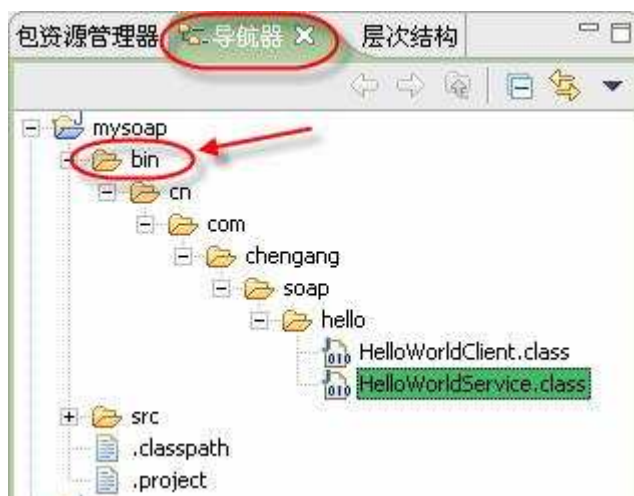 包资源管理器 导航器 层次结构
mysoap
bin
cn
com
chengang
soap
hello
HelloWorldClient.class
HelloWorldService.class
src
.classpath
.project